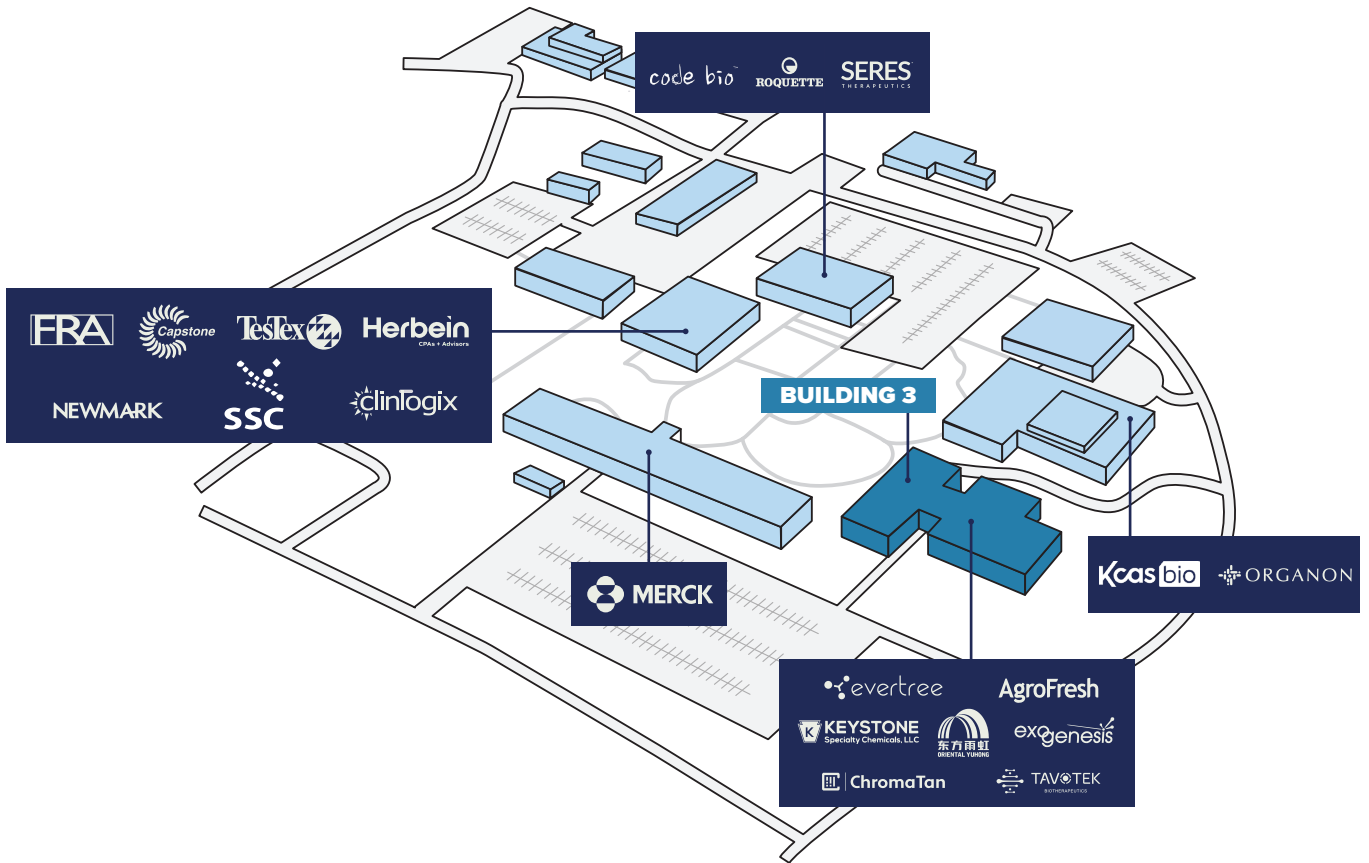 code bio™
ROQUETTE
SERES
THERAPEUTICS
FRA
Capstone
TesTex
Herbein
CPAs + Advisors
NEWMARK
SSC
clinTogix
BUILDING 3
MERCK
Kcas bio
ORGANON
evertree
AgroFresh
K
KEYSTONE
Specialty Chemicals, LLC
东方雨虹
ORIENTAL YUHONG
exogenesis
ChromaTan
TAVOTEK
BIOTHERAPEUTICS